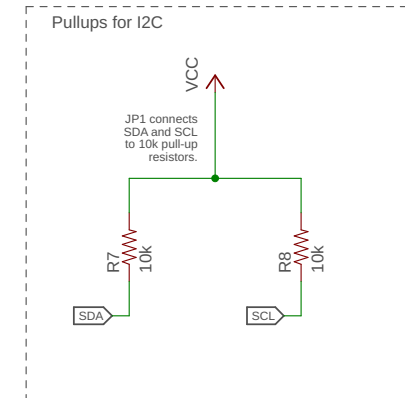 Pullups for I2C
VCC
JP1 connects
SDA and SCL
to 10k pull-up
resistors.
R7
10k
R8
10k
SDA
SCL